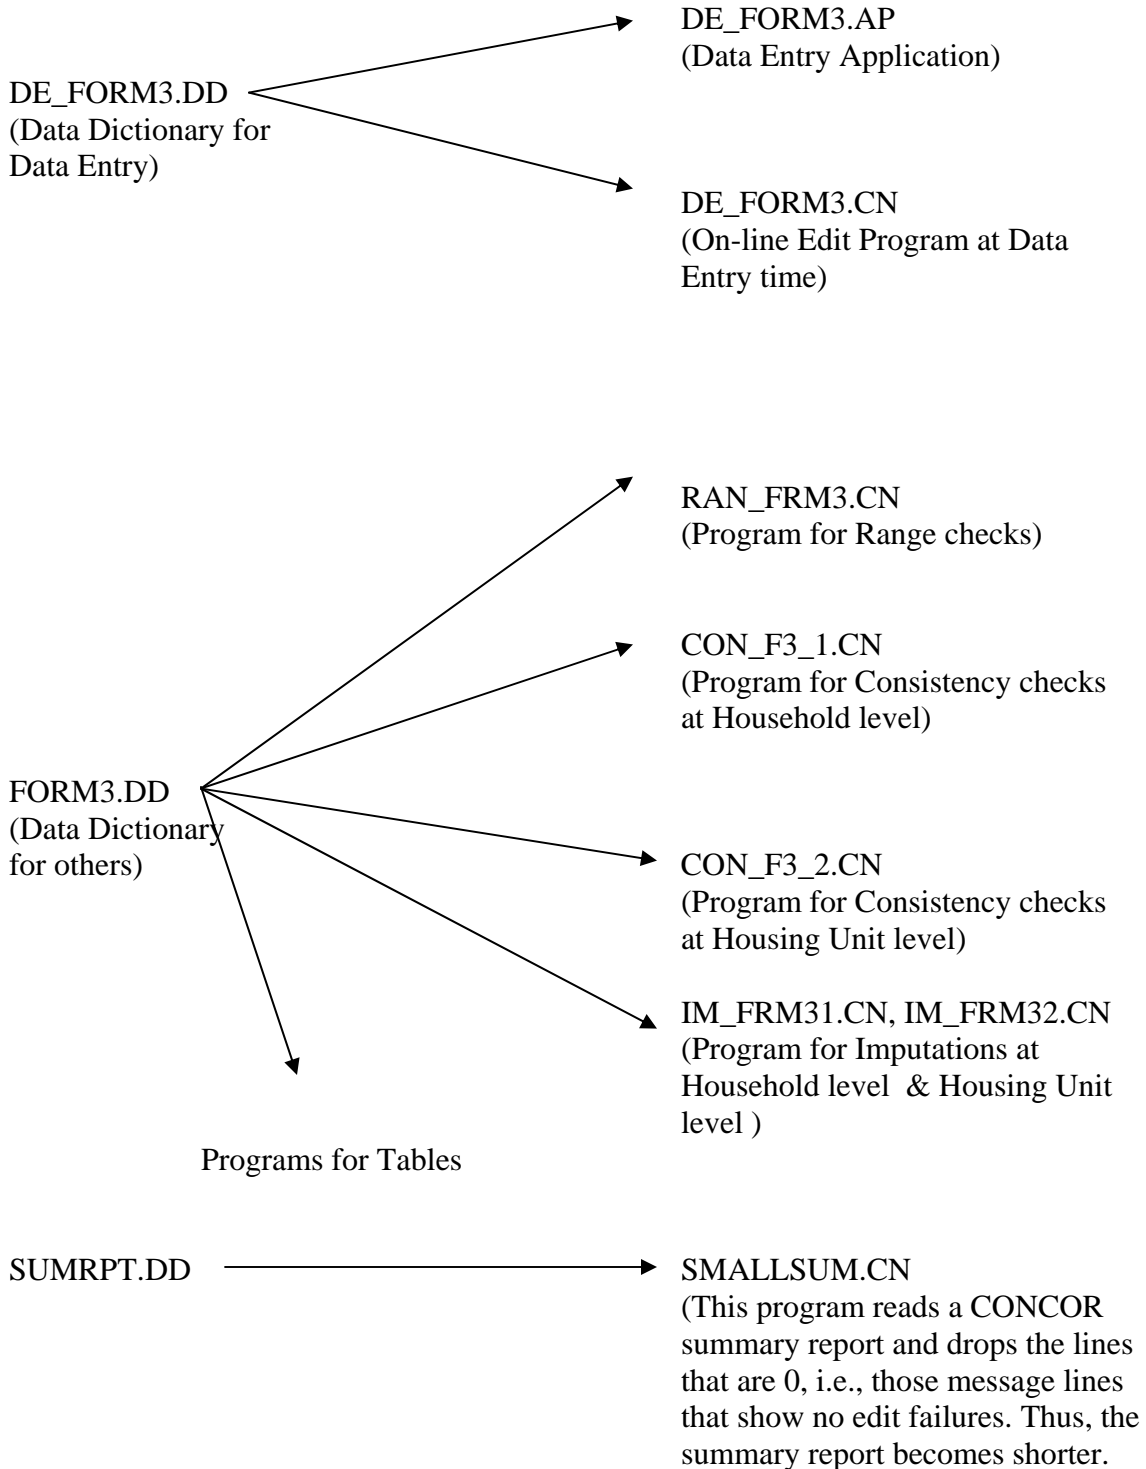 DE_FORM3.AP
(Data Entry Application)
DE_FORM3.DD
(Data Dictionary for
Data Entry)
DE_FORM3.CN
(On-line Edit Program at Data
Entry time)
RAN_FRM3.CN
(Program for Range checks)
CON_F3_1.CN
(Program for Consistency checks
at Household level)
FORM3.DD
(Data Dictionary
for others)
CON_F3_2.CN
(Program for Consistency checks
at Housing Unit level)
IM_FRM31.CN, IM_FRM32.CN
(Program for Imputations at
Household level & Housing Unit
level )
Programs for Tables
SUMRPT.DD
SMALLSUM.CN
(This program reads a CONCOR
summary report and drops the lines
that are 0, i.e., those message lines
that show no edit failures. Thus, the
summary report becomes shorter.